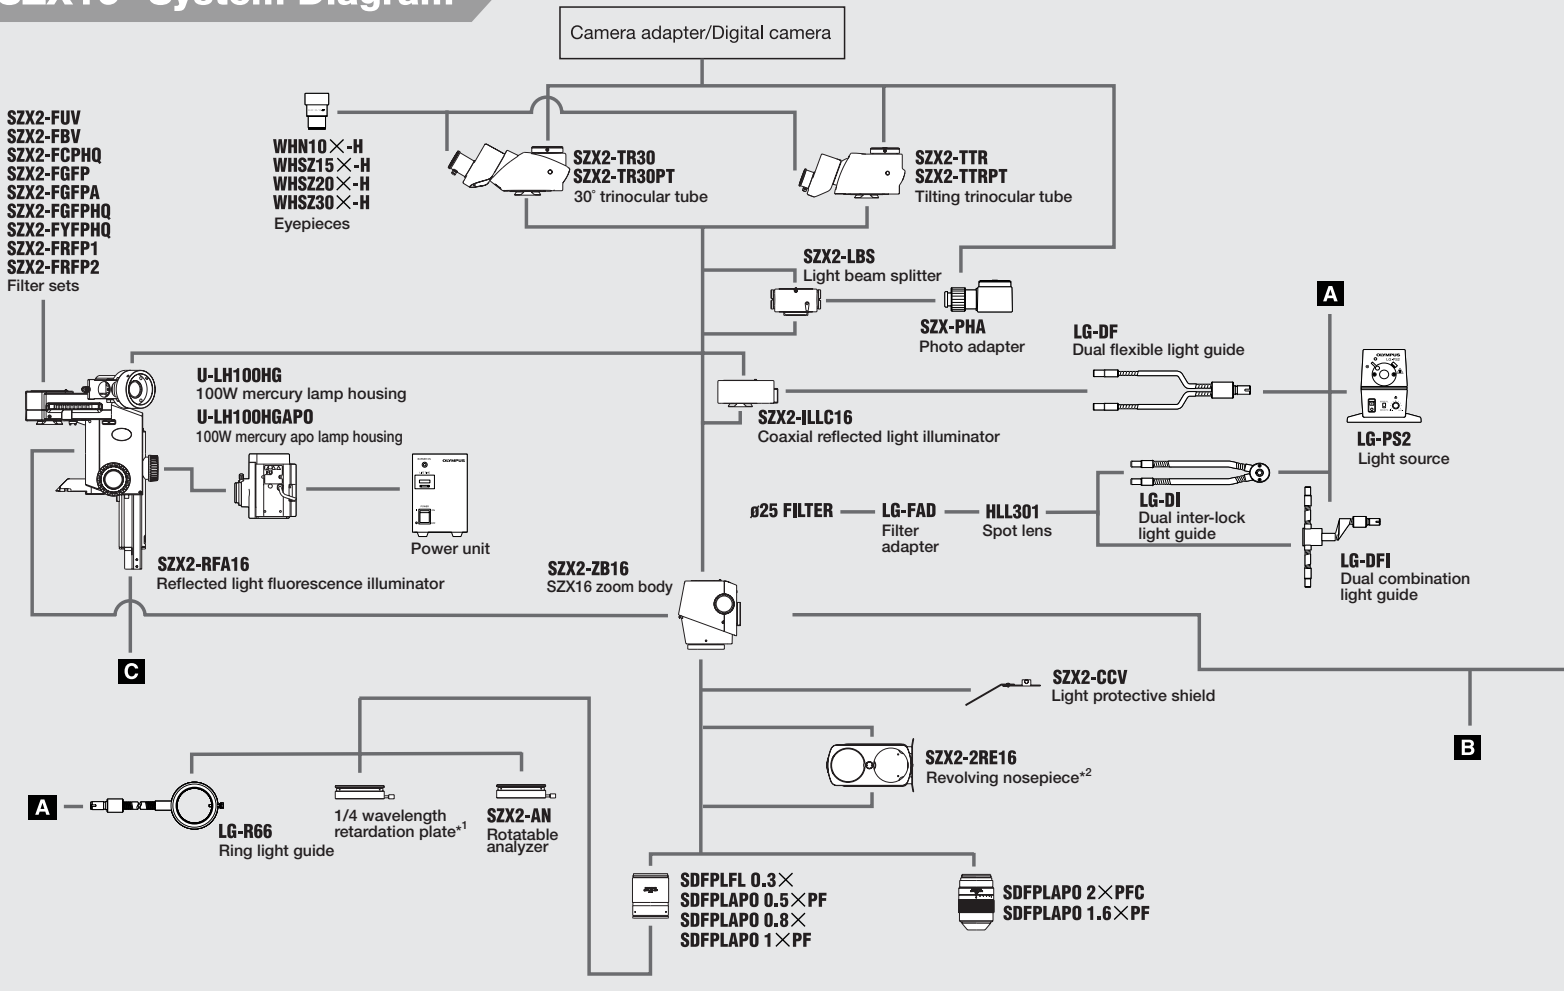 System Diagram
Camera adapter/Digital camera
SZX2-FUV
SZX2-FBV
SZX2-FCPHQ
SZX2-FGFP
SZX2-FGFPA
SZX2-FGFPHQ
SZX2-FYFPHQ
SZX2-FRFP1
SZX2-FRFP2
Filter sets
WHN10×-H
WHSZ15×-H
WHSZ20×-H
WHSZ30×-H
Eyepieces
SZX2-TR30
SZX2-TR30PT
30° trinocular tube
SZX2-TTR
SZX2-TTRPT
Tilting trinocular tube
SZX2-LBS
Light beam splitter
SZX-PHA
Photo adapter
A
LG-DF
Dual flexible light guide
OLYMPUS
LG-PS2
LG-PS2
Light source
U-LH100HG
100W mercury lamp housing
U-LH100HGAPO
100W mercury apo lamp housing
SZX2-ILLC16
Coaxial reflected light illuminator
OLYMPUS
Power unit
ø25 FILTER
LG-FAD
Filter
adapter
HLL301
Spot lens
LG-DI
Dual inter-lock
light guide
LG-DFI
Dual combination
light guide
SZX2-RFA16
Reflected light fluorescence illuminator
SZX2-ZB16
SZX16 zoom body
C
SZX2-CCV
Light protective shield
B
SZX2-2RE16
Revolving nosepiece*2
A
LG-R66
Ring light guide
1/4 wavelength
retardation plate*1
SZX2-AN
Rotatable
analyzer
SDFPLFL 0.3×
SDFPLAPO 0.5×PF
SDFPLAPO 0.8×
SDFPLAPO 1×PF
SDFPLAPO 2×PFC
SDFPLAPO 1.6×PF